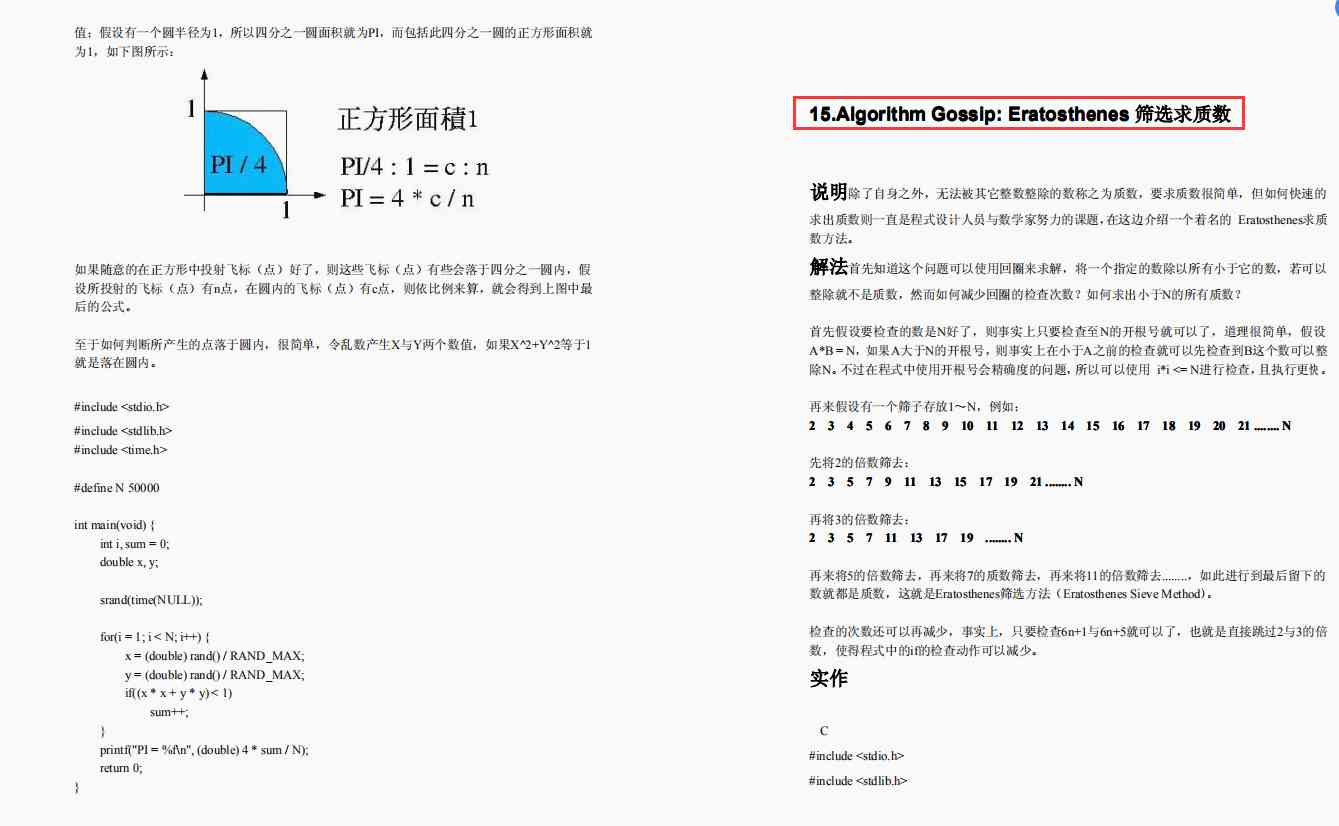 值；假设有一个圆半径为1，所以四分之一圆面积就为PI，而包括此四分之一圆的正方形面积就
为1，如下图所示：
1
PI / 4
1
正方形面積1
PI/4 : 1 = c : n
PI = 4 * c / n
如果随意的在正方形中投射飞标（点）好了，则这些飞标（点）有些会落于四分之一圆内，假
设所投射的飞标（点）有n点，在圆内的飞标（点）有c点，则依比例来算，就会得到上图中最
后的公式。
至于如何判断所产生的点落于圆内，很简单，令乱数产生X与Y两个数值，如果X^2+Y^2等于1
就是落在圆内。
#include <stdio.h>
#include <stdlib.h>
#include <time.h>
#define N 50000
int main(void) {
int i, sum = 0;
double x, y;
srand(time(NULL));
for(i = 1; i < N; i++) {
x = (double) rand() / RAND_MAX;
y = (double) rand() / RAND_MAX;
if((x * x + y * y) < 1)
sum++;
}
printf("PI = %f\n", (double) 4 * sum / N);
return 0;
}
15.Algorithm Gossip: Eratosthenes 筛选求质数
说明除了自身之外，无法被其它整数整除的数称之为质数，要求质数很简单，但如何快速的
求出质数则一直是程式设计人员与数学家努力的课题，在这边介绍一个着名的 Eratosthenes求质
数方法。
解法首先知道这个问题可以使用回圈来求解，将一个指定的数除以所有小于它的数，若可以
整除就不是质数，然而如何减少回圈的检查次数？如何求出小于N的所有质数？
首先假设要检查的数是N好了，则事实上只要检查至N的开根号就可以了，道理很简单，假设
A*B = N，如果A大于N的开根号，则事实上在小于A之前的检查就可以先检查到B这个数可以整
除N。不过在程式中使用开根号会精确度的问题，所以可以使用 i*i <= N进行检查，且执行更快。
再来假设有一个筛子存放1～N，例如：
2 3 4 5 6 7 8 9 10 11 12 13 14 15 16 17 18 19 20 21 ........ N
先将2的倍数筛去：
2 3 5 7 9 11 13 15 17 19 21 ........ N
再将3的倍数筛去：
2 3 5 7 11 13 17 19 ........ N
再来将5的倍数筛去，再来将7的质数筛去，再来将11的倍数筛去........，如此进行到最后留下的
数就都是质数，这就是Eratosthenes筛选方法（Eratosthenes Sieve Method）。
检查的次数还可以再减少，事实上，只要检查6n+1与6n+5就可以了，也就是直接跳过2与3的倍
数，使得程式中的if的检查动作可以减少。
实作
C
#include <stdio.h>
#include <stdlib.h>